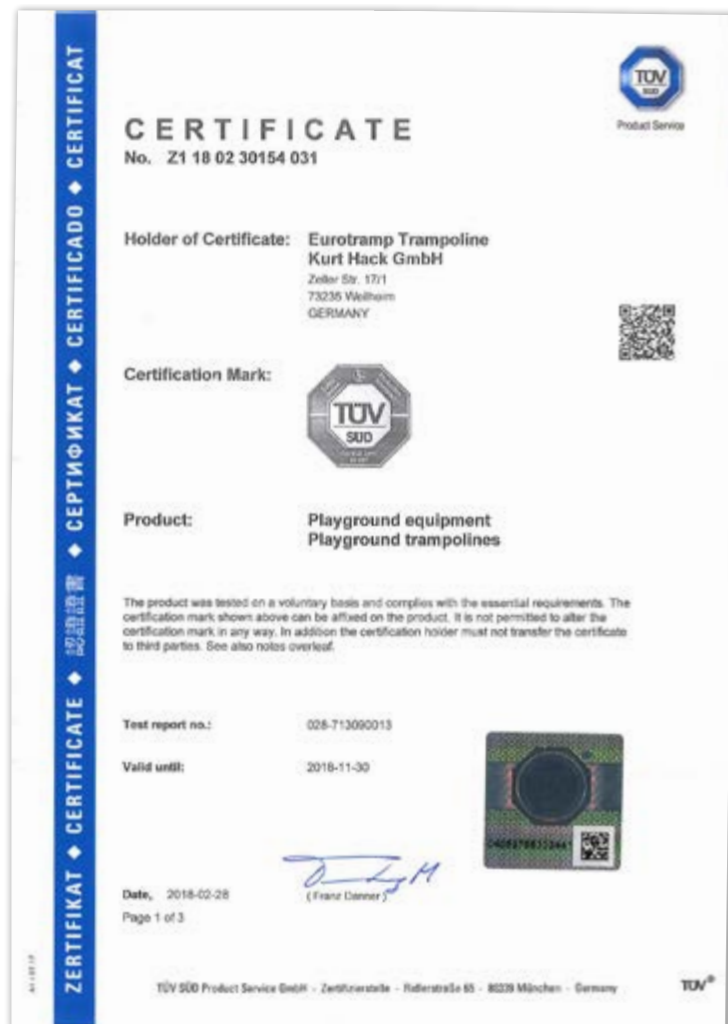 ZERTIFIKAT ◆ CERTIFICATE ◆ 認證證書 ◆ СЕРТИФИКАТ ◆ CERTIFICADO ◆ CERTIFICAT
TÜV
SÜD
Product Service
CERTIFICATE
No. Z1 18 02 30154 031
Holder of Certificate: Eurotramp Trampoline
Kurt Hack GmbH
Zeller Str. 17/1
73235 Weilheim
GERMANY
Certification Mark:
TÜV
SÜD
Product: Playground equipment
Playground trampolines
The product was tested on a voluntary basis and complies with the essential requirements. The
certification mark shown above can be affixed on the product. It is not permitted to alter the
certification mark in any way. In addition the certification holder must not transfer the certificate
to third parties. See also notes overleaf.
Test report no.: 028-713090013
Valid until: 2018-11-30
Date, 2018-02-28
(Franz Danner)
Page 1 of 3
TÜV SÜD Product Service GmbH - Zertifizierstelle - Ridlerstraße 65 - 80339 München - Germany
TÜV®